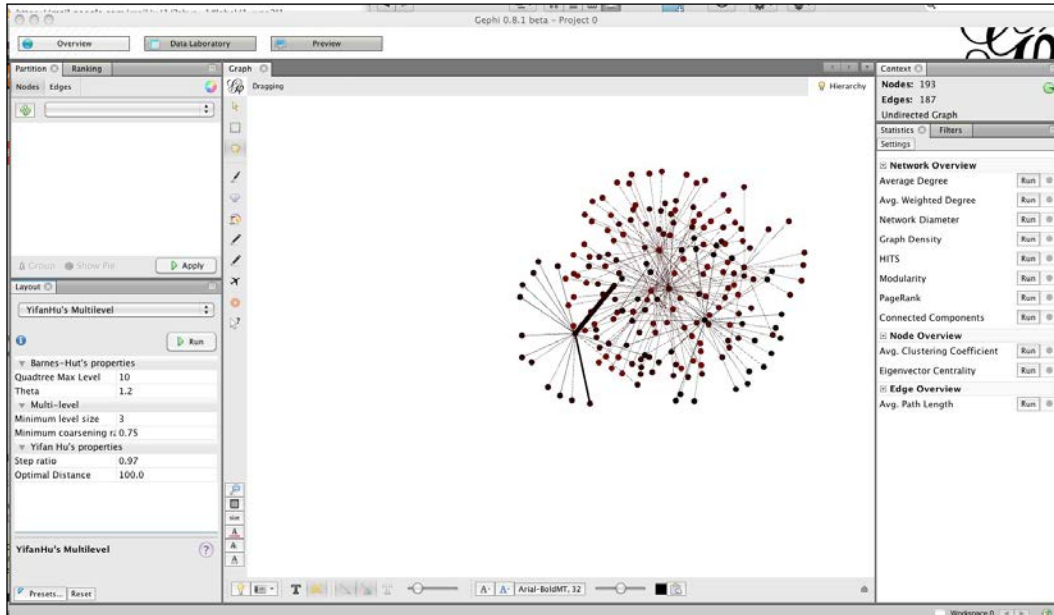 Gephi 0.8.1 beta - Project 0
Overview
Data Laboratory
Preview
Partition
Ranking
Nodes Edges
Group
Show Pie
Apply
Layout
YifanHu's Multilevel
Run
Barnes-Hut's properties
Quadtree Max Level 10
Theta 1.2
Multi-level
Minimum level size 3
Minimum coarsening ra 0.75
Yifan Hu's properties
Step ratio 0.97
Optimal Distance 100.0
YifanHu's Multilevel
?
Presets... Reset
Graph
Dragging
Hierarchy
size
A
A
A
T
A- A- Arial-BoldMT, 32
Context
Nodes: 193
Edges: 187
Undirected Graph
Statistics
Filters
Settings
Network Overview
Average Degree Run
Avg. Weighted Degree Run
Network Diameter Run
Graph Density Run
HITS Run
Modularity Run
PageRank Run
Connected Components Run
Node Overview
Avg. Clustering Coefficient Run
Eigenvector Centrality Run
Edge Overview
Avg. Path Length Run
Workspace 0